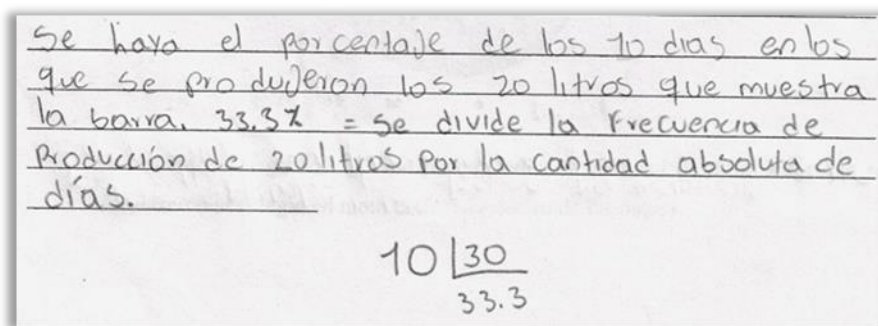 Se haya el porcentaje de los 10 dias en los
que se produjeron los 20 litros que muestra
la barra. 33.3% = se divide la frecuencia de
Producción de 20 litros por la cantidad absoluta de
días.
10 |30
33.3